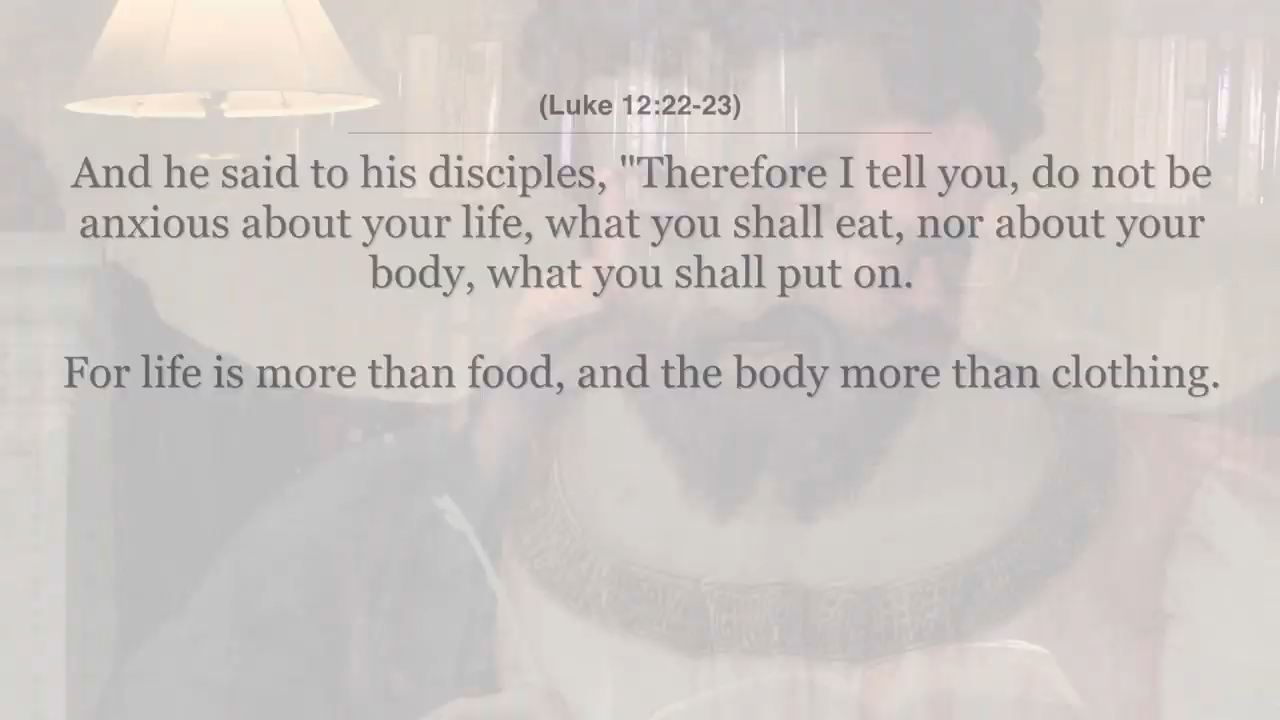 (Luke 12:22-23)
And he said to his disciples, "Therefore I tell you, do not be
anxious about your life, what you shall eat, nor about your
body, what you shall put on.
For life is more than food, and the body more than clothing.